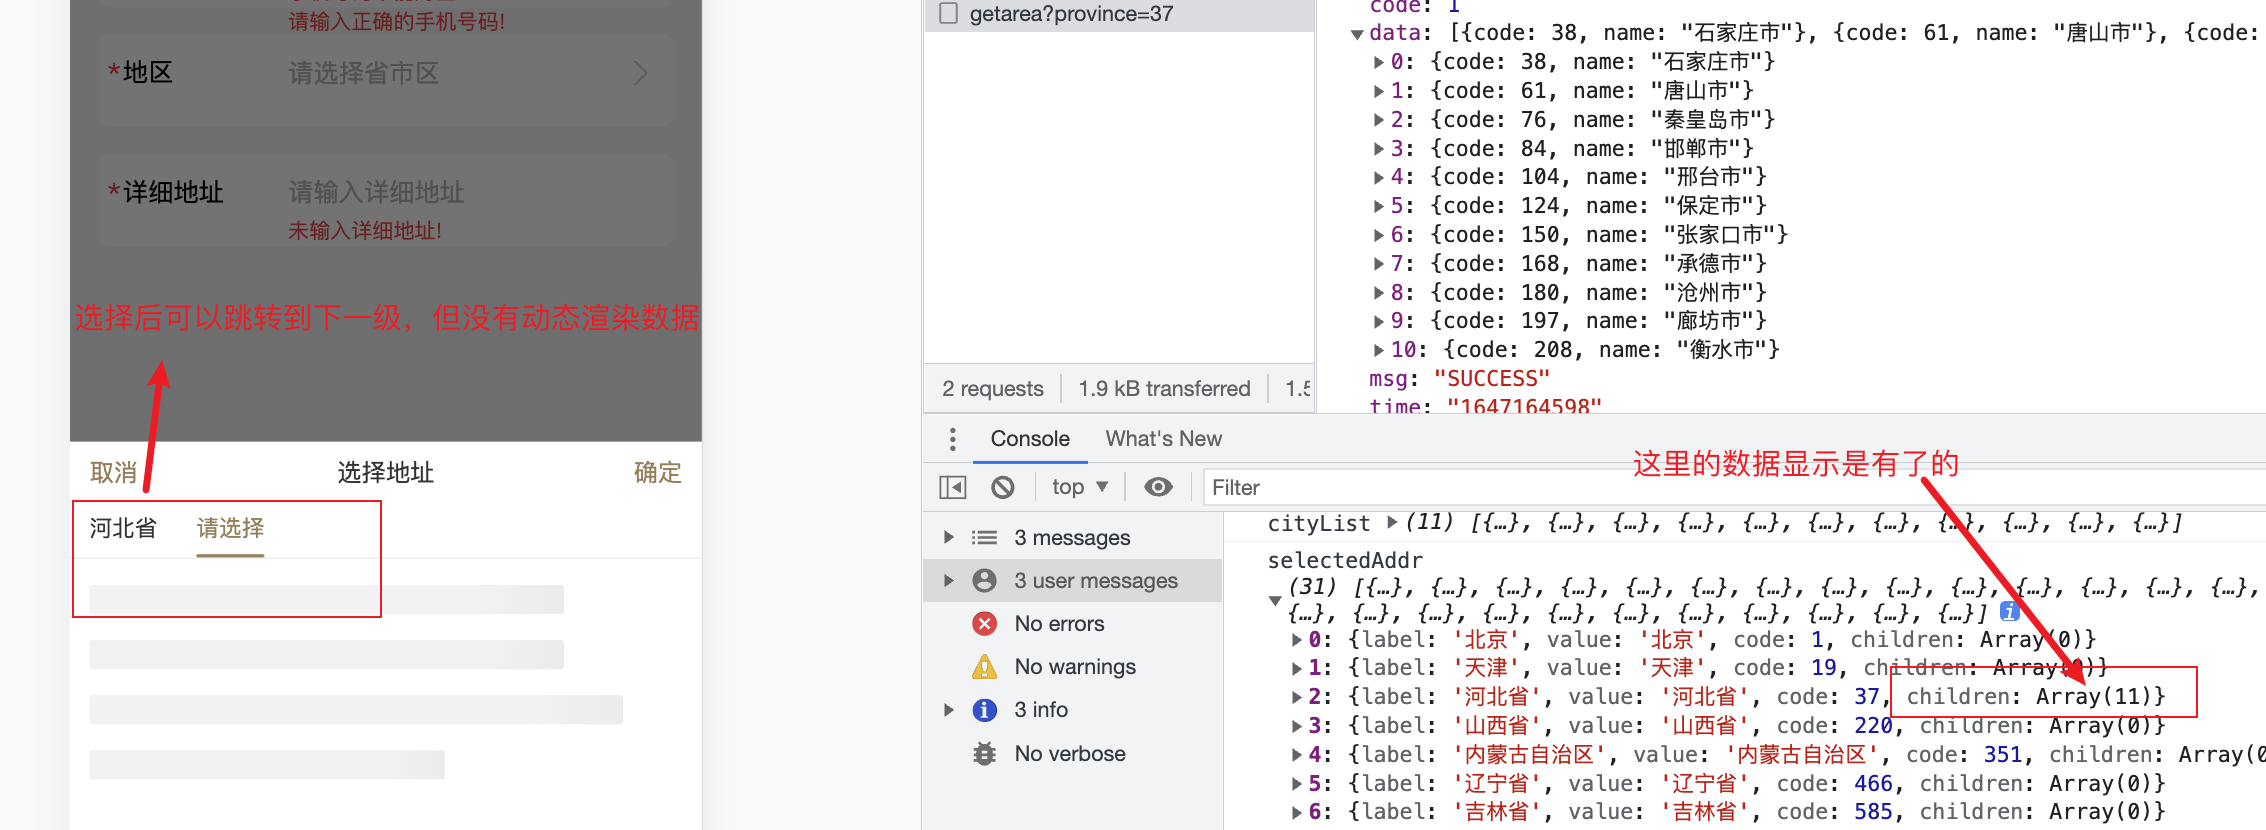 请输入正确的手机号码!
*地区
请选择省市区
*详细地址
请输入详细地址
未输入详细地址!
选择后可以跳转到下一级，但没有动态渲染数据
取消
选择地址
确定
河北省
请选择
getarea?province=37
2 requests
1.9 kB transferred
1.5
code: 1
data: [{code: 38, name: "石家庄市"}, {code: 61, name: "唐山市"}, {code:
0: {code: 38, name: "石家庄市"}
1: {code: 61, name: "唐山市"}
2: {code: 76, name: "秦皇岛市"}
3: {code: 84, name: "邯郸市"}
4: {code: 104, name: "邢台市"}
5: {code: 124, name: "保定市"}
6: {code: 150, name: "张家口市"}
7: {code: 168, name: "承德市"}
8: {code: 180, name: "沧州市"}
9: {code: 197, name: "廊坊市"}
10: {code: 208, name: "衡水市"}
msg: "SUCCESS"
time: "1647164598"
Console
What's New
这里的数据显示是有了的
top
Filter
3 messages
3 user messages
No errors
No warnings
3 info
No verbose
cityList (11) [{…}, {…}, {…}, {…}, {…}, {…}, {…}, {…}, {…}, {…}, {…}]
selectedAddr
(31) [{…}, {…}, {…}, {…}, {…}, {…}, {…}, {…}, {…}, {…}, {…}, {…}, {…}, {…},
{…}, {…}, {…}, {…}, {…}, {…}, {…}, {…}, {…}, {…}, {…}]
0: {label: '北京', value: '北京', code: 1, children: Array(0)}
1: {label: '天津', value: '天津', code: 19, children: Array(0)}
2: {label: '河北省', value: '河北省', code: 37, children: Array(11)}
3: {label: '山西省', value: '山西省', code: 220, children: Array(0)}
4: {label: '内蒙古自治区', value: '内蒙古自治区', code: 351, children: Array(0
5: {label: '辽宁省', value: '辽宁省', code: 466, children: Array(0)}
6: {label: '吉林省', value: '吉林省', code: 585, children: Array(0)}